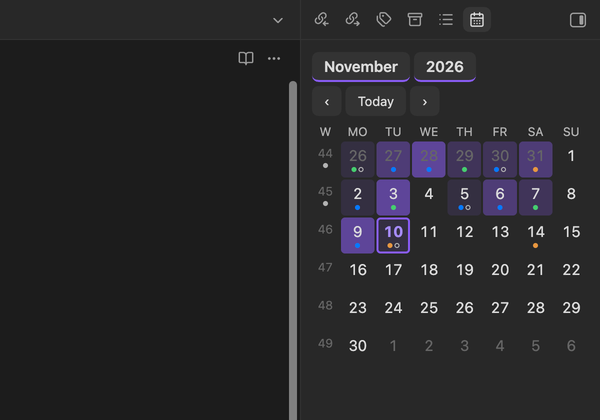 November 2026
‹ Today ›
W MO TU WE TH FR SA SU
44 26 27 28 29 30 31 1
45 2 3 4 5 6 7 8
46 9 10 11 12 13 14 15
47 16 17 18 19 20 21 22
48 23 24 25 26 27 28 29
49 30 1 2 3 4 5 6